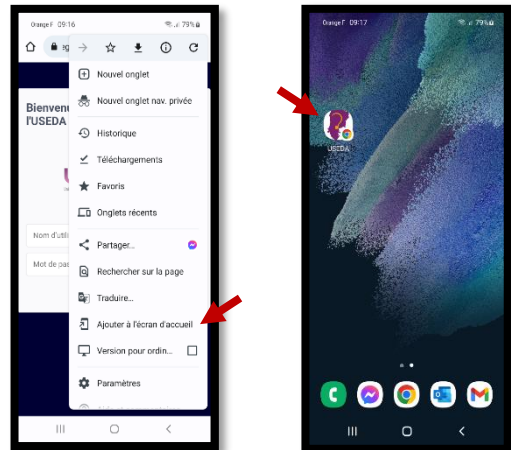 Orange F 09:16
79%
Nouvel onglet
Nouvel onglet nav. privée
Bienvenu
l'USEDA
Historique
Téléchargements
Favoris
Onglets récents
Nom d'utili
Partager...
Mot de pas
Rechercher sur la page
Traduire...
Ajouter à l'écran d'accueil
Version pour ordin...
Paramètres
Orange F 09:17
79%
USEDA